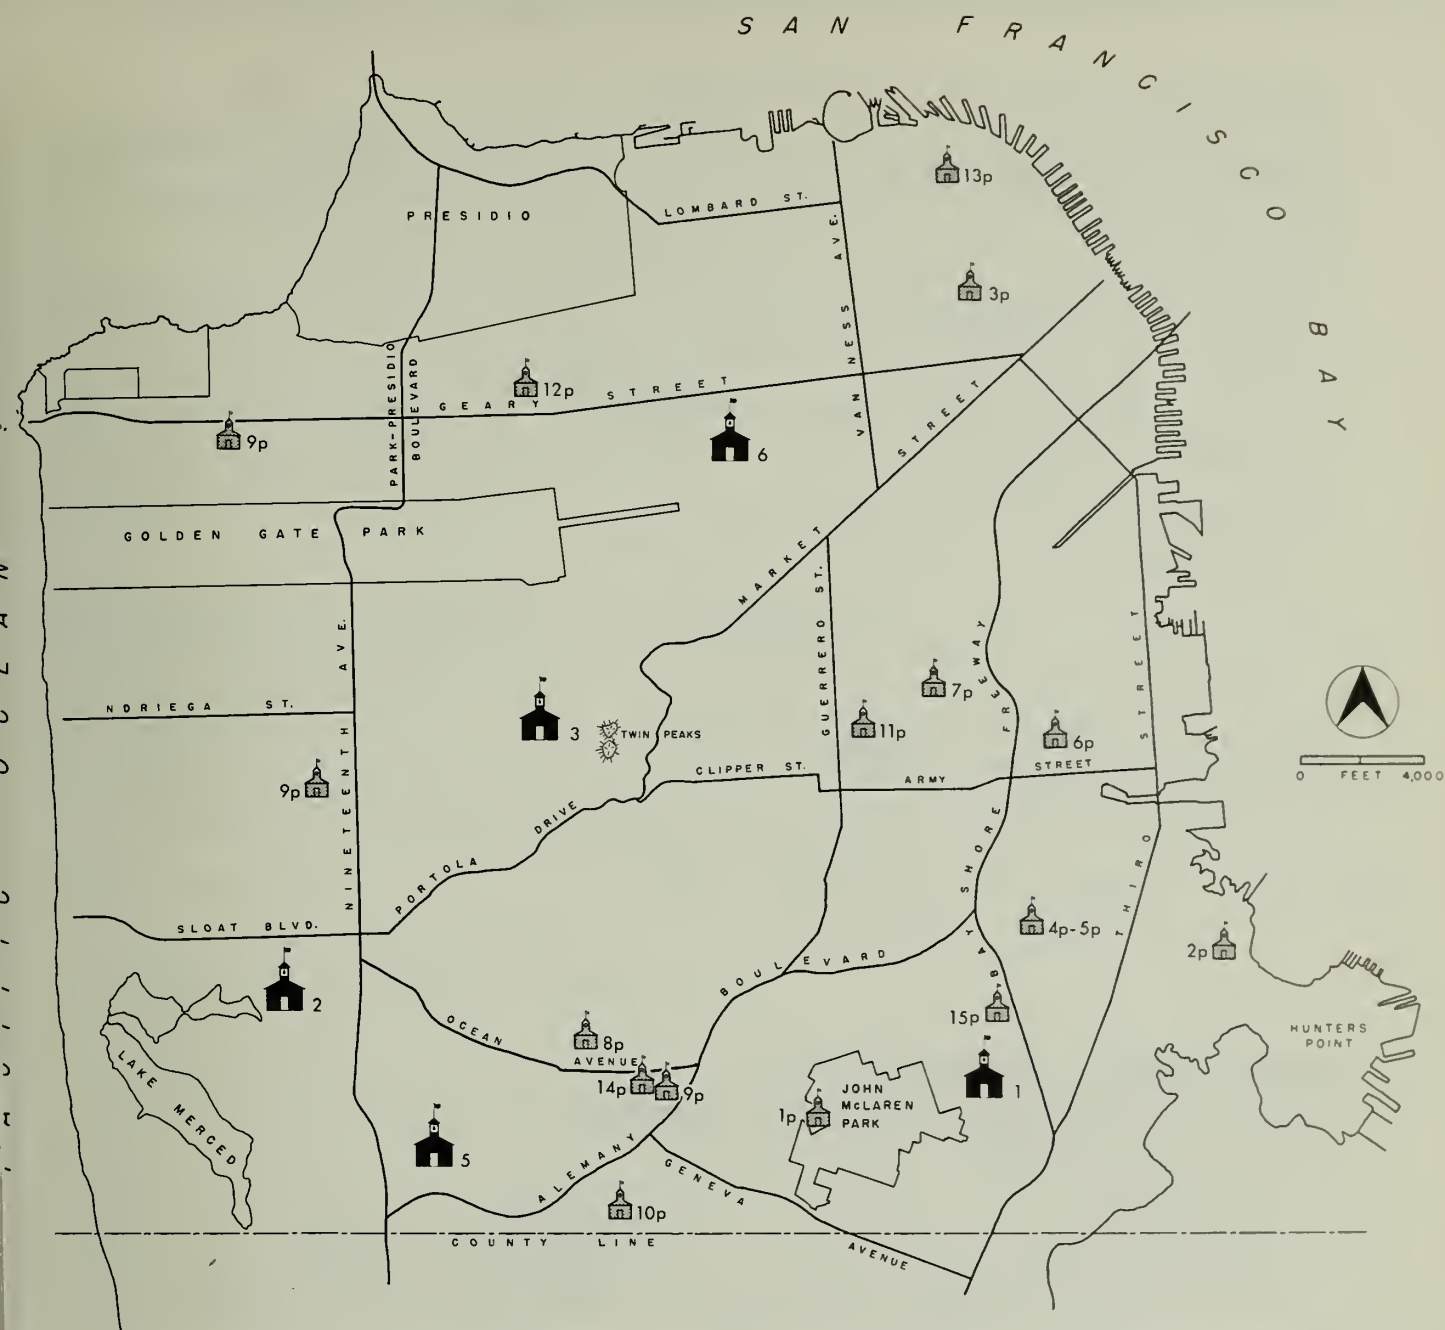 SAN FRANCISCO BAY
13p
PRESIDIO
LOMBARD ST.
VAN NESS AVE.
3p
PARK-PRESIDIO
BOULEVARD
12p
GEARY STREET
9p
6
MARKET STREET
GOLDEN GATE PARK
PACIFIC OCEAN
NINETEENTH AVE.
GUERRERO ST.
FREEWAY
7p
NORIEGA ST.
3
TWIN PEAKS
11p
6p
THIRD STREET
0 FEET 4,000
CLIPPER ST.
ARMY STREET
9p
PORTOLA DRIVE
BAY SHORE
SLOAT BLVD.
4p-5p
2p
2
ALEMANY BOULEVARD
15p
HUNTERS
POINT
OCEAN AVENUE
8p
14p
9p
LAKE MERCED
JOHN
McLAREN
PARK
1p
1
5
GENEVA AVENUE
10p
COUNTY LINE